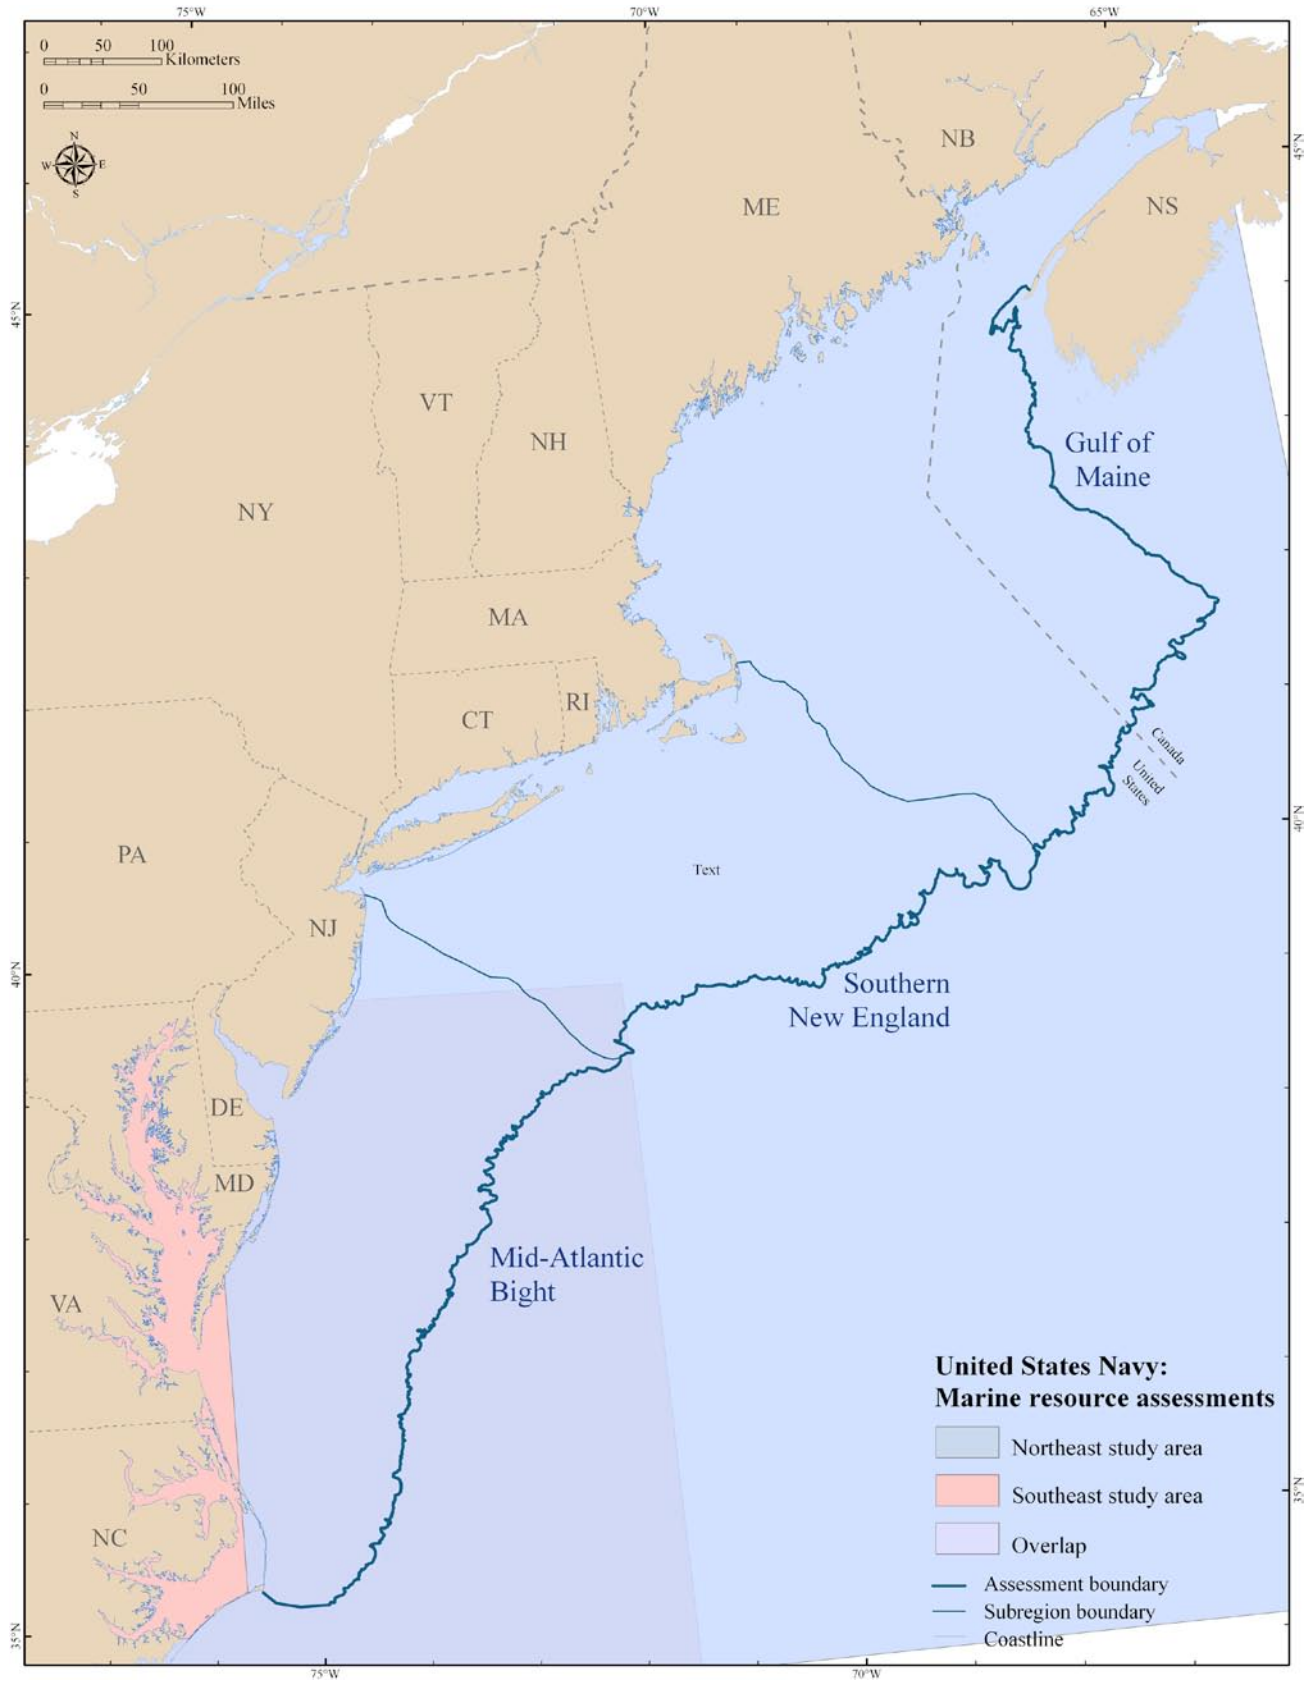 75°W
70°W
65°W
0 50 100
Kilometers
0 50 100
Miles
N
W E
S
NB
45°N
ME
NS
45°N
VT
Gulf of
Maine
NH
NY
MA
RI
CT
Canada
United
States
40°N
PA
Text
NJ
40°N
Southern
New England
DE
MD
Mid-Atlantic
Bight
VA
United States Navy:
Marine resource assessments
Northeast study area
Southeast study area
35°N
NC
Overlap
Assessment boundary
Subregion boundary
Coastline
35°N
75°W
70°W